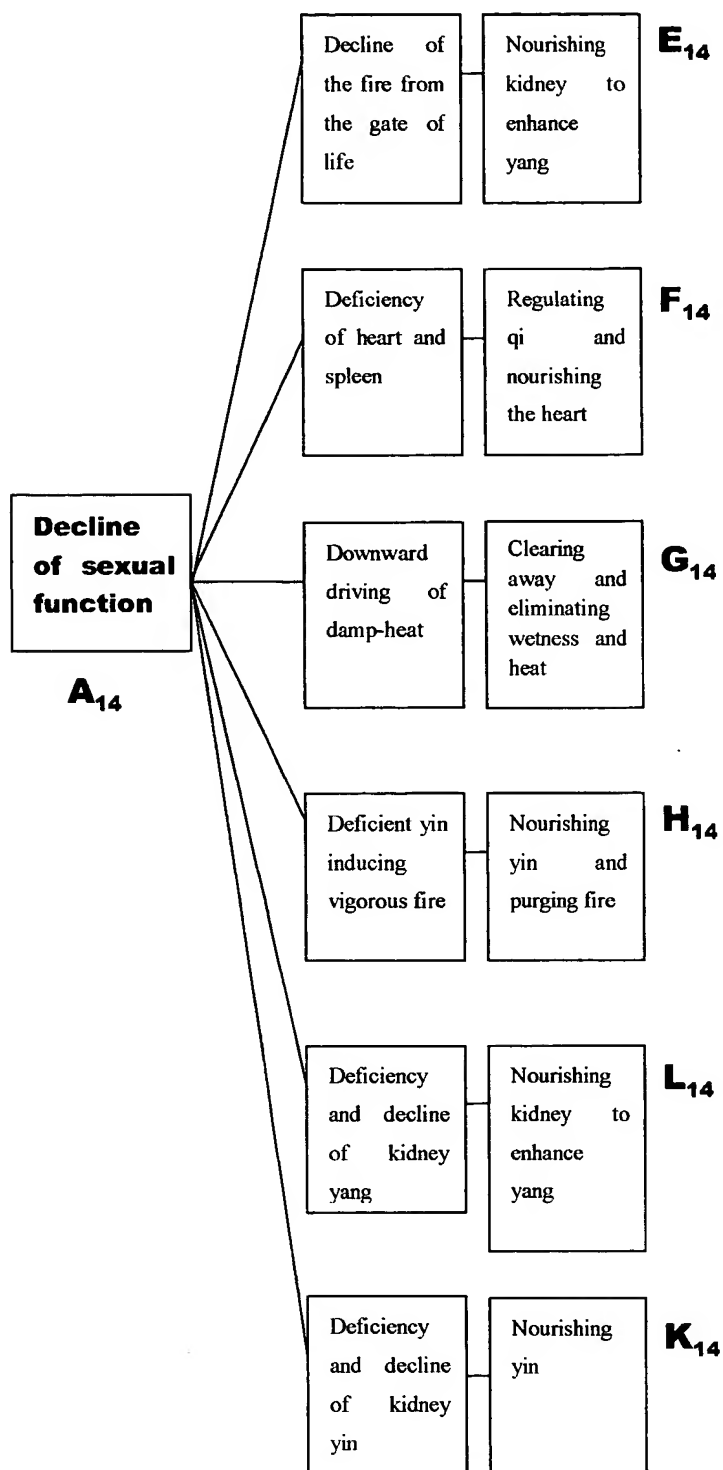 Decline of
the fire from
the gate of
life
Nourishing
kidney to
enhance
yang
E14
Deficiency
of heart and
spleen
Regulating
qi and
nourishing
the heart
F14
Decline
of sexual
function
A14
Downward
driving of
damp-heat
Clearing
away and
eliminating
wetness and
heat
G14
Deficient yin
inducing
vigorous fire
Nourishing
yin and
purging fire
H14
Deficiency
and decline
of kidney
yang
Nourishing
kidney to
enhance
yang
L14
Deficiency
and decline
of kidney
yin
Nourishing
yin
K14